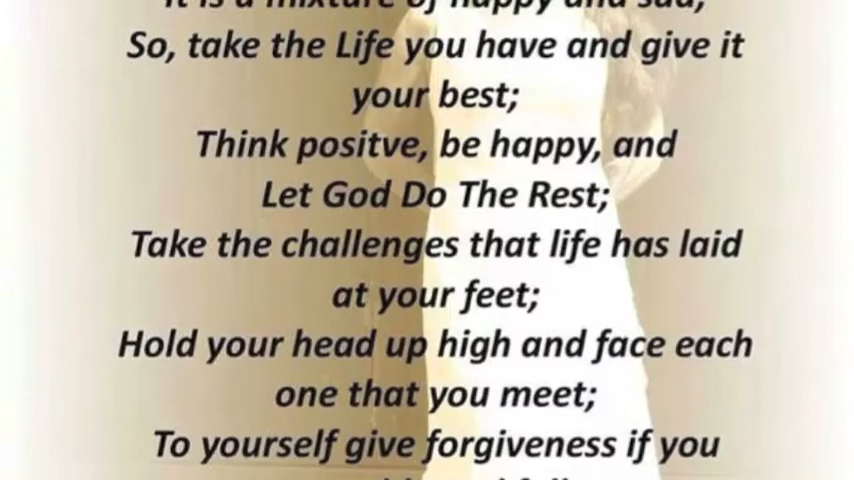 It is a mixture of happy and sad;
So, take the Life you have and give it
your best;
Think positve, be happy, and
Let God Do The Rest;
Take the challenges that life has laid
at your feet;
Hold your head up high and face each
one that you meet;
To yourself give forgiveness if you